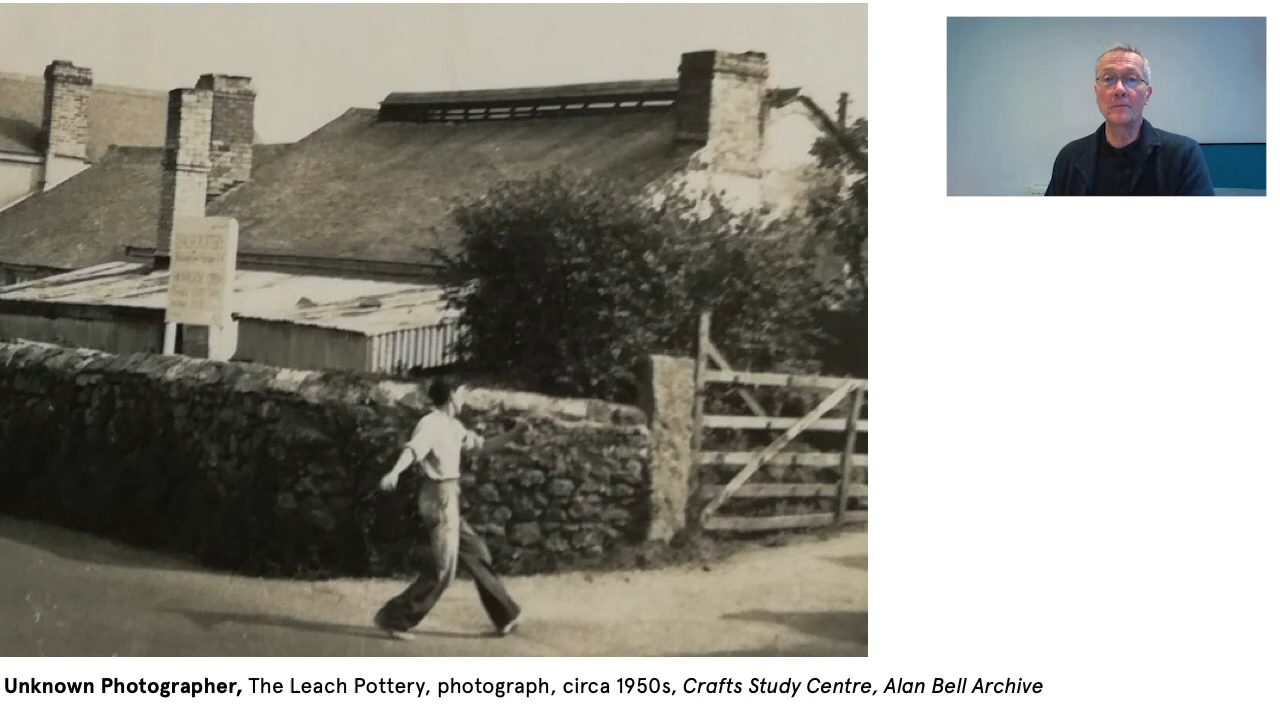 Unknown Photographer, The Leach Pottery, photograph, circa 1950s, Crafts Study Centre, Alan Bell Archive